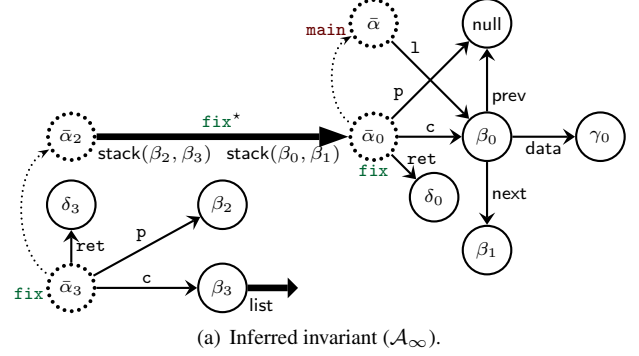 main ᾱ null
l
p
prev
fix*
ᾱ₂ ᾱ₀ c β₀ γ₀
stack(β₂, β₃) stack(β₀, β₁) data
fix ret
next
δ₃ β₂ δ₀
p
ret β₁
fix ᾱ₃ c β₃
list
(a) Inferred invariant (𝒜∞).